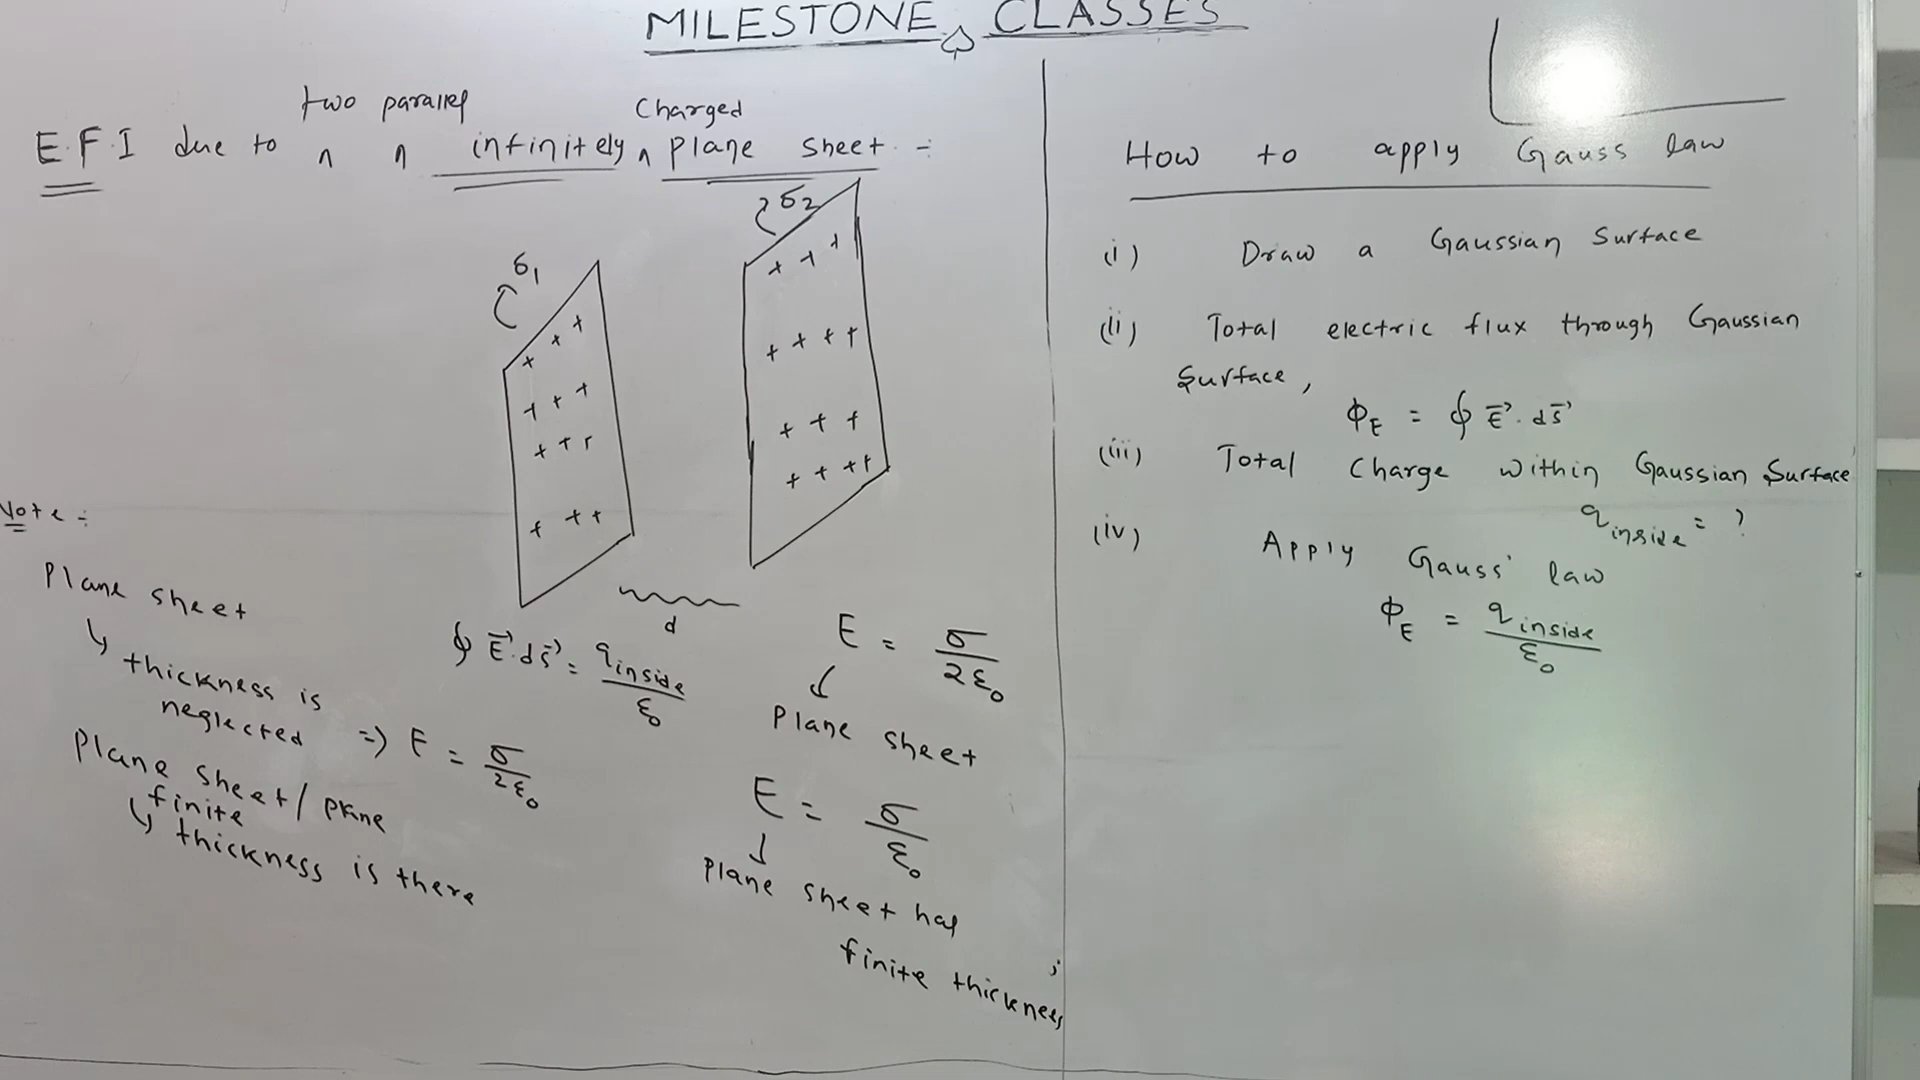 MILESTONE CLASSES
two parallel Charged
E.F.I due to ∧ ∧ infinitely ∧ plane sheet :-
σ1
σ2
+ + +
+ + +
+ + +
+ + +
+ + +
+ + + +
+ + +
+ + + +
d
Note :-
Plane sheet
↳ thickness is
neglected => E = σ/2ε0
Plane sheet / plane
finite
↳ thickness is there
∮ E⃗.ds⃗ = qinside/ε0
E = σ/2ε0
↓
Plane sheet
E = σ/ε0
↓
Plane sheet has
finite thickness
How to apply Gauss law
(i) Draw a Gaussian Surface
(ii) Total electric flux through Gaussian
Surface,
ϕE = ∮ E⃗.ds⃗
(iii) Total Charge within Gaussian Surface
qinside = ?
(iv) Apply Gauss' law
ϕE = qinside/ε0